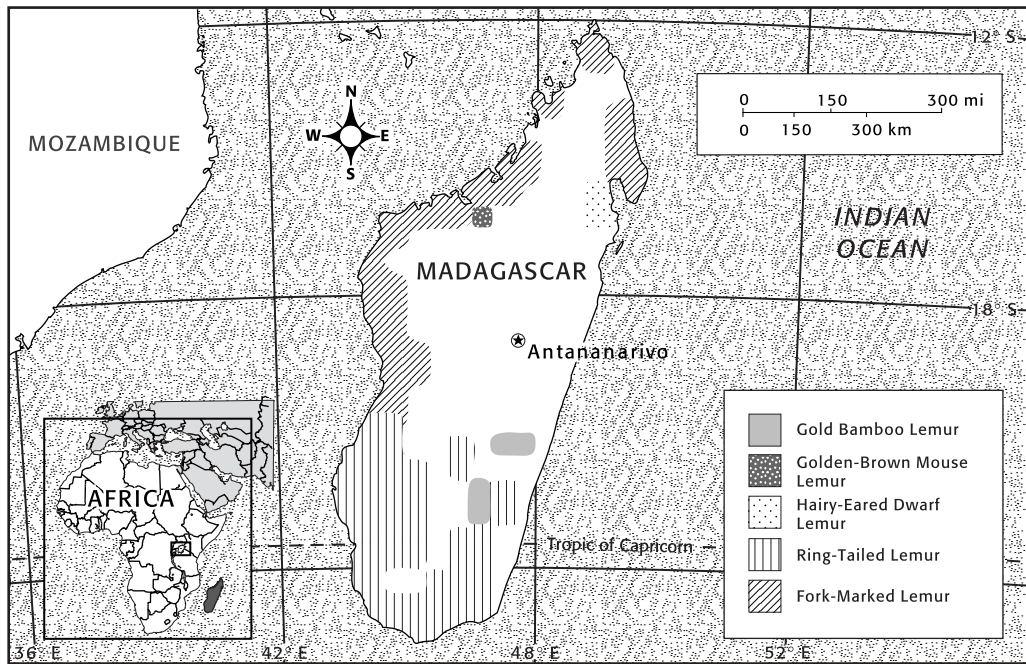 12° S
N
W E
S
MOZAMBIQUE
0 150 300 mi
0 150 300 km
INDIAN
OCEAN
MADAGASCAR
18° S
Antananarivo
Gold Bamboo Lemur
Golden-Brown Mouse
Lemur
Hairy-Eared Dwarf
Lemur
Ring-Tailed Lemur
Fork-Marked Lemur
AFRICA
Tropic of Capricorn
36° E 42° E 48° E 52° E